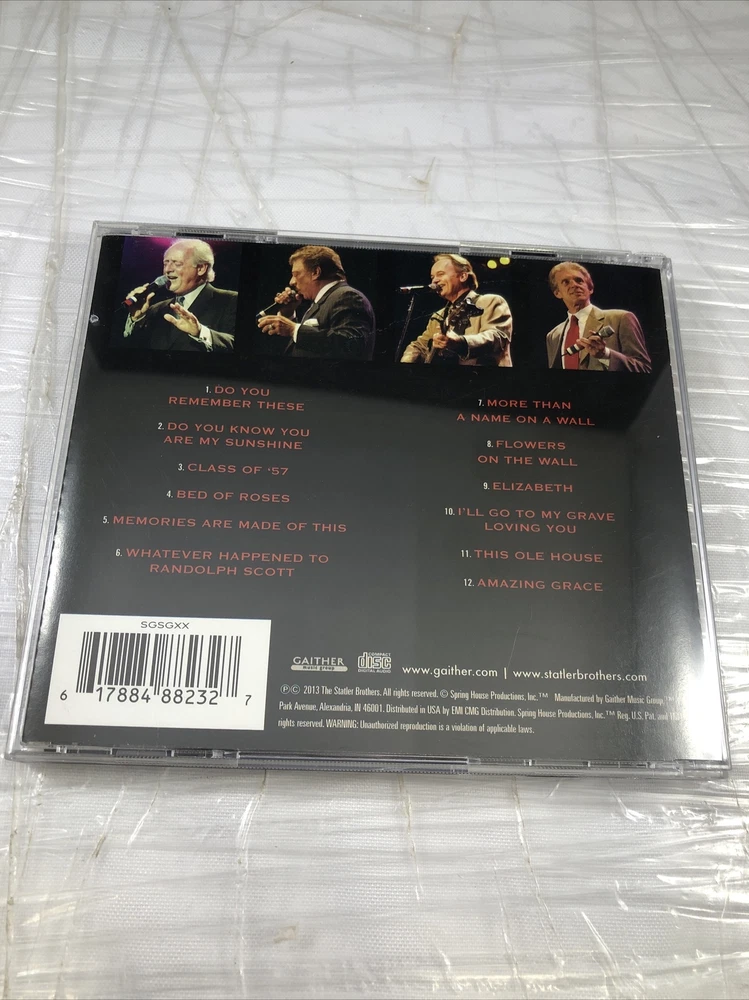 1. DO YOU
REMEMBER THESE
2. DO YOU KNOW YOU
ARE MY SUNSHINE
3. CLASS OF '57
4. BED OF ROSES
5. MEMORIES ARE MADE OF THIS
6. WHATEVER HAPPENED TO
RANDOLPH SCOTT
7. MORE THAN
A NAME ON A WALL
8. FLOWERS
ON THE WALL
9. ELIZABETH
10. I'LL GO TO MY GRAVE
LOVING YOU
11. THIS OLE HOUSE
12. AMAZING GRACE
SGSGXX
6 17884 88232 7
GAITHER
music group
COMPACT
disc
DIGITAL AUDIO
www.gaither.com | www.statlerbrothers.com
℗© 2013 The Statler Brothers. All rights reserved. © Spring House Productions, Inc.™ Manufactured by Gaither Music Group,™
Park Avenue, Alexandria, IN 46001. Distributed in USA by EMI CMG Distribution. Spring House Productions, Inc.™ Reg. U.S. Pat. and
rights reserved. WARNING: Unauthorized reproduction is a violation of applicable laws.